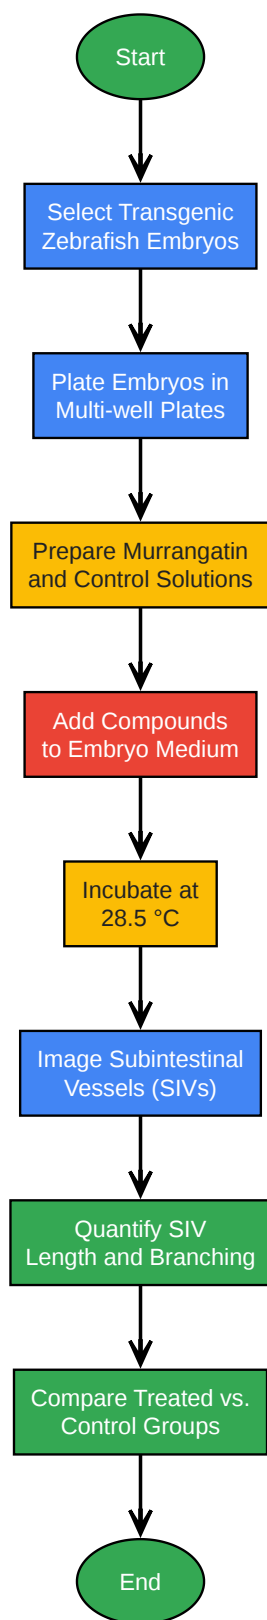 Start
Select Transgenic
Zebrafish Embryos
Plate Embryos in
Multi-well Plates
Prepare Murrangatin
and Control Solutions
Add Compounds
to Embryo Medium
Incubate at
28.5 °C
Image Subintestinal
Vessels (SIVs)
Quantify SIV
Length and Branching
Compare Treated vs.
Control Groups
End